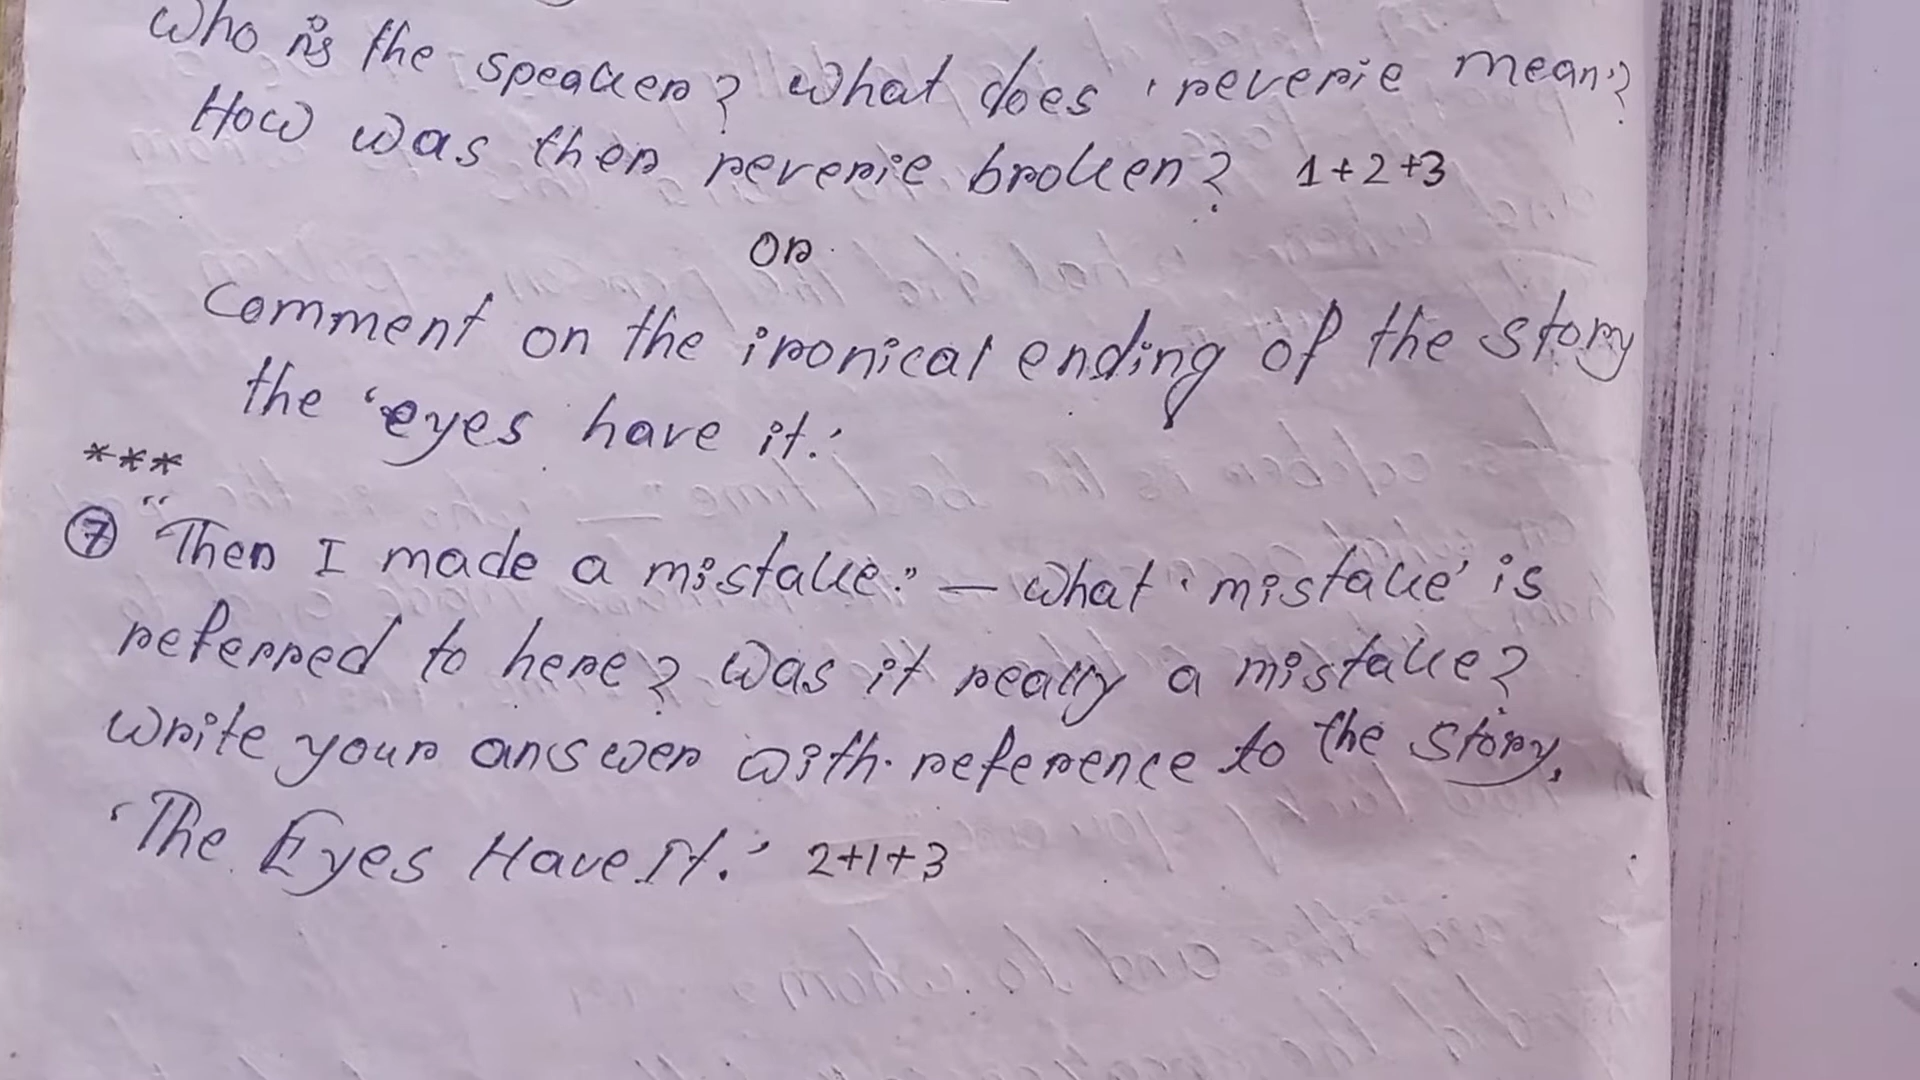 Who is the speaker? What does 'reverie mean?
How was their reverie broken? 1+2+3
OR
Comment on the ironical ending of the story
the 'eyes have it.'
***
⑦ "Then I made a mistake." — What 'mistake' is
referred to here? Was it really a mistake?
Write your answer with reference to the story,
'The Eyes Have It.' 2+1+3